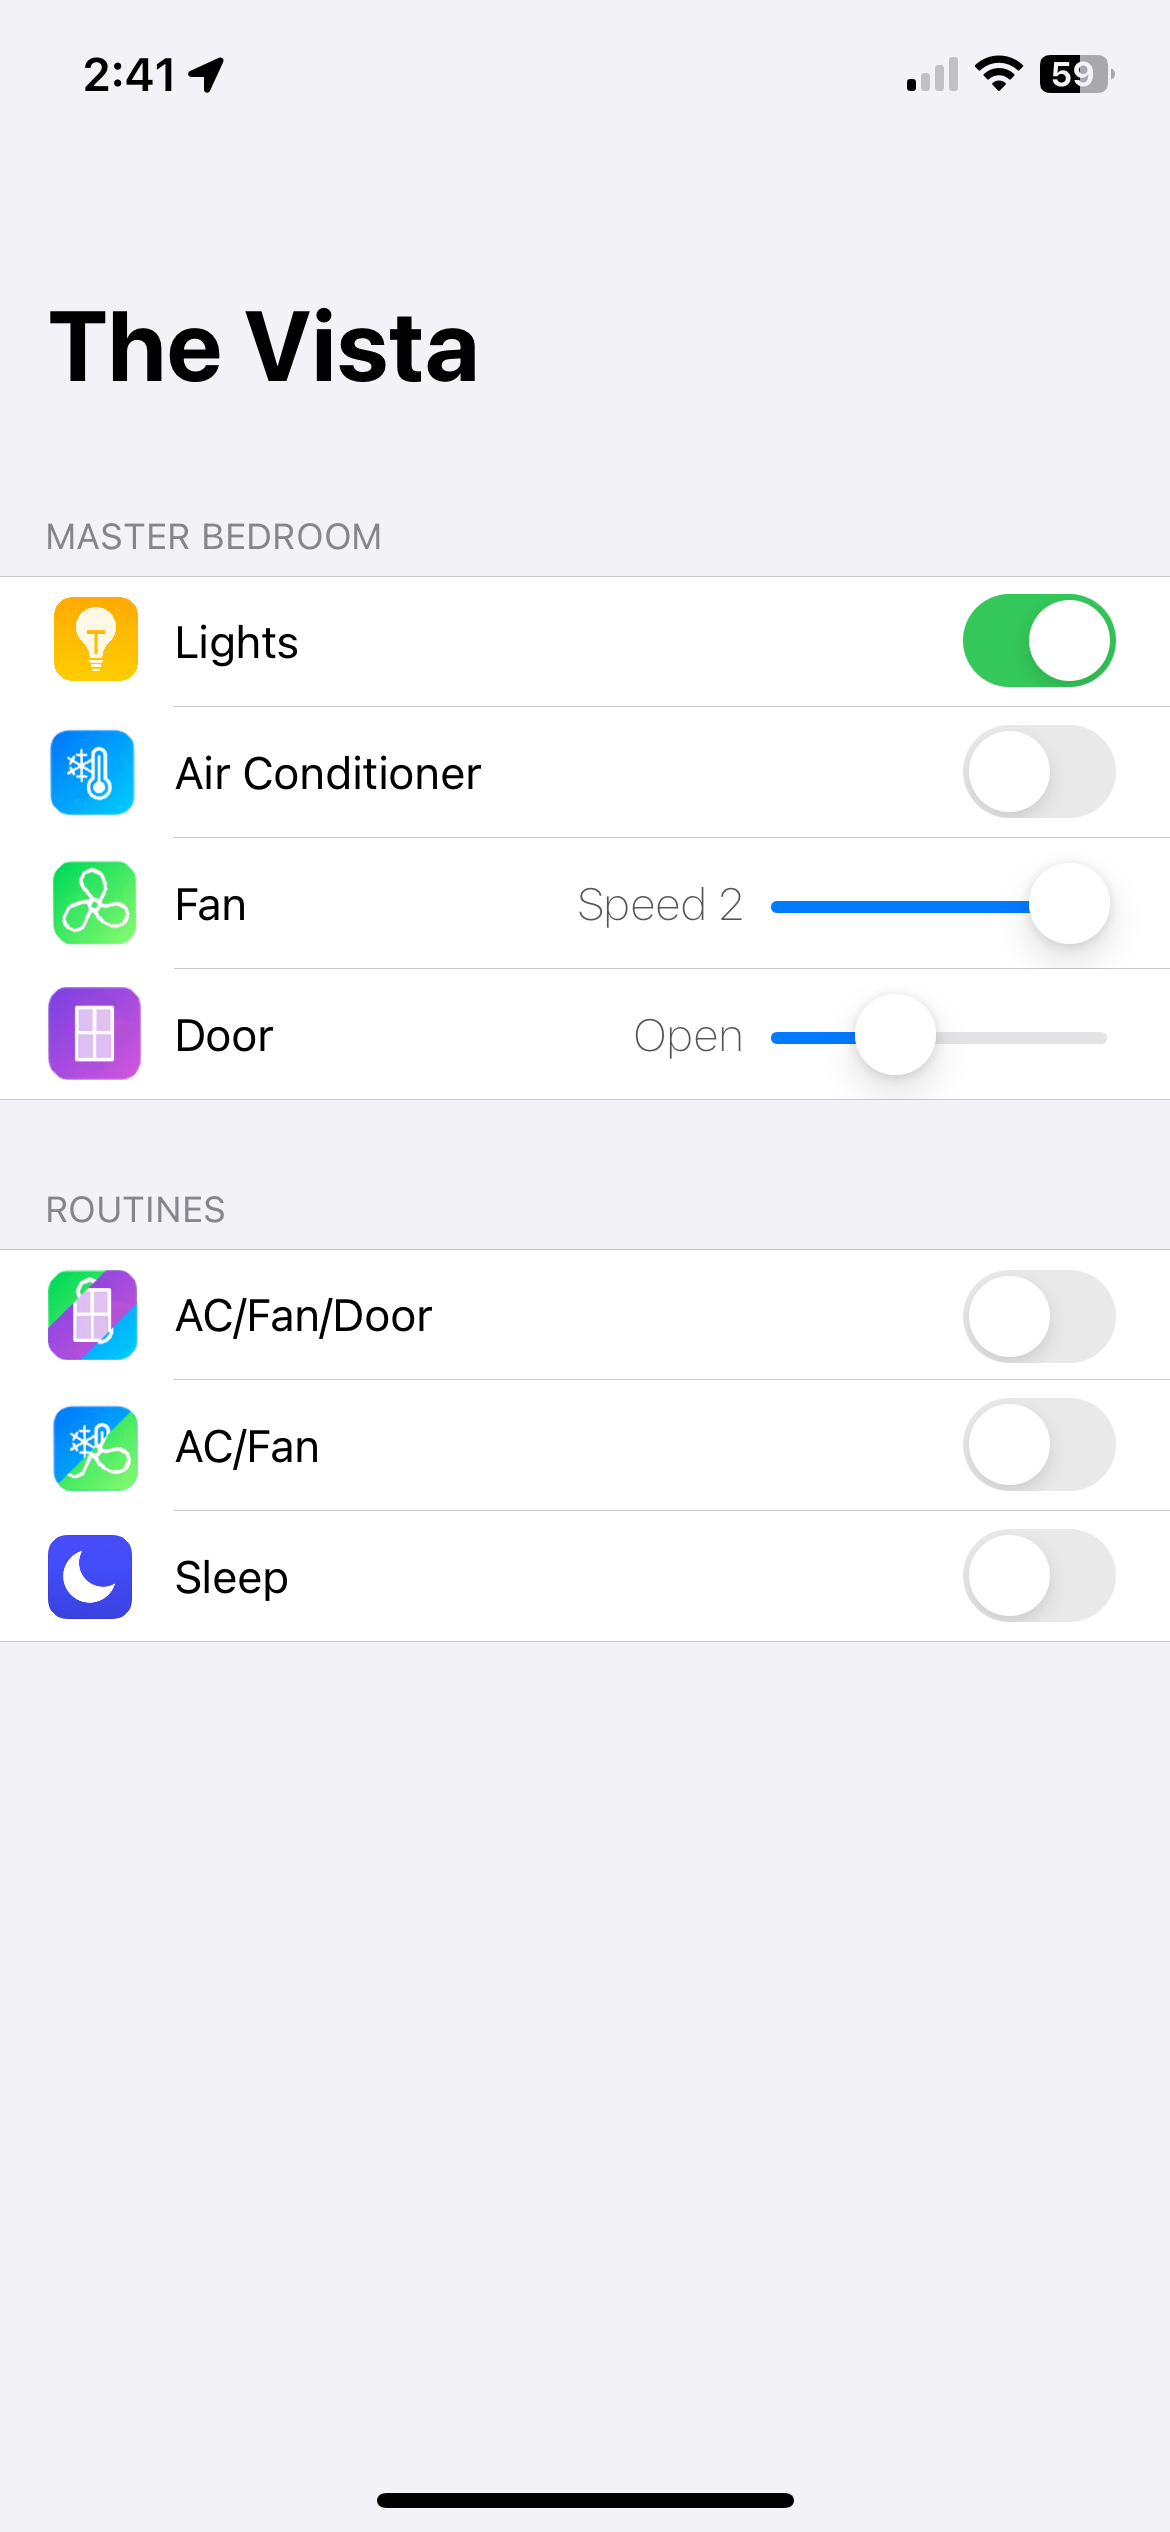 2:41 59
The Vista
MASTER BEDROOM
Lights
Air Conditioner
Fan Speed 2
Door Open
ROUTINES
AC/Fan/Door
AC/Fan
Sleep